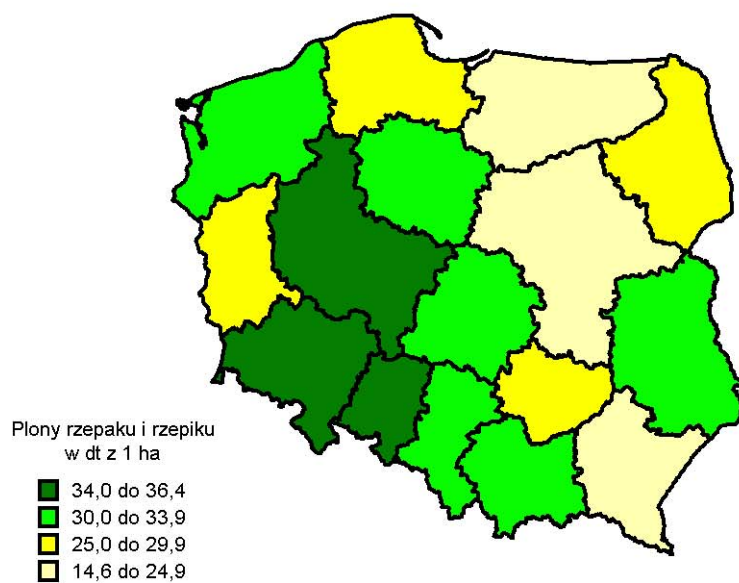 Plony rzepaku i rzepiku
w dt z 1 ha
34,0 do 36,4
30,0 do 33,9
25,0 do 29,9
14,6 do 24,9